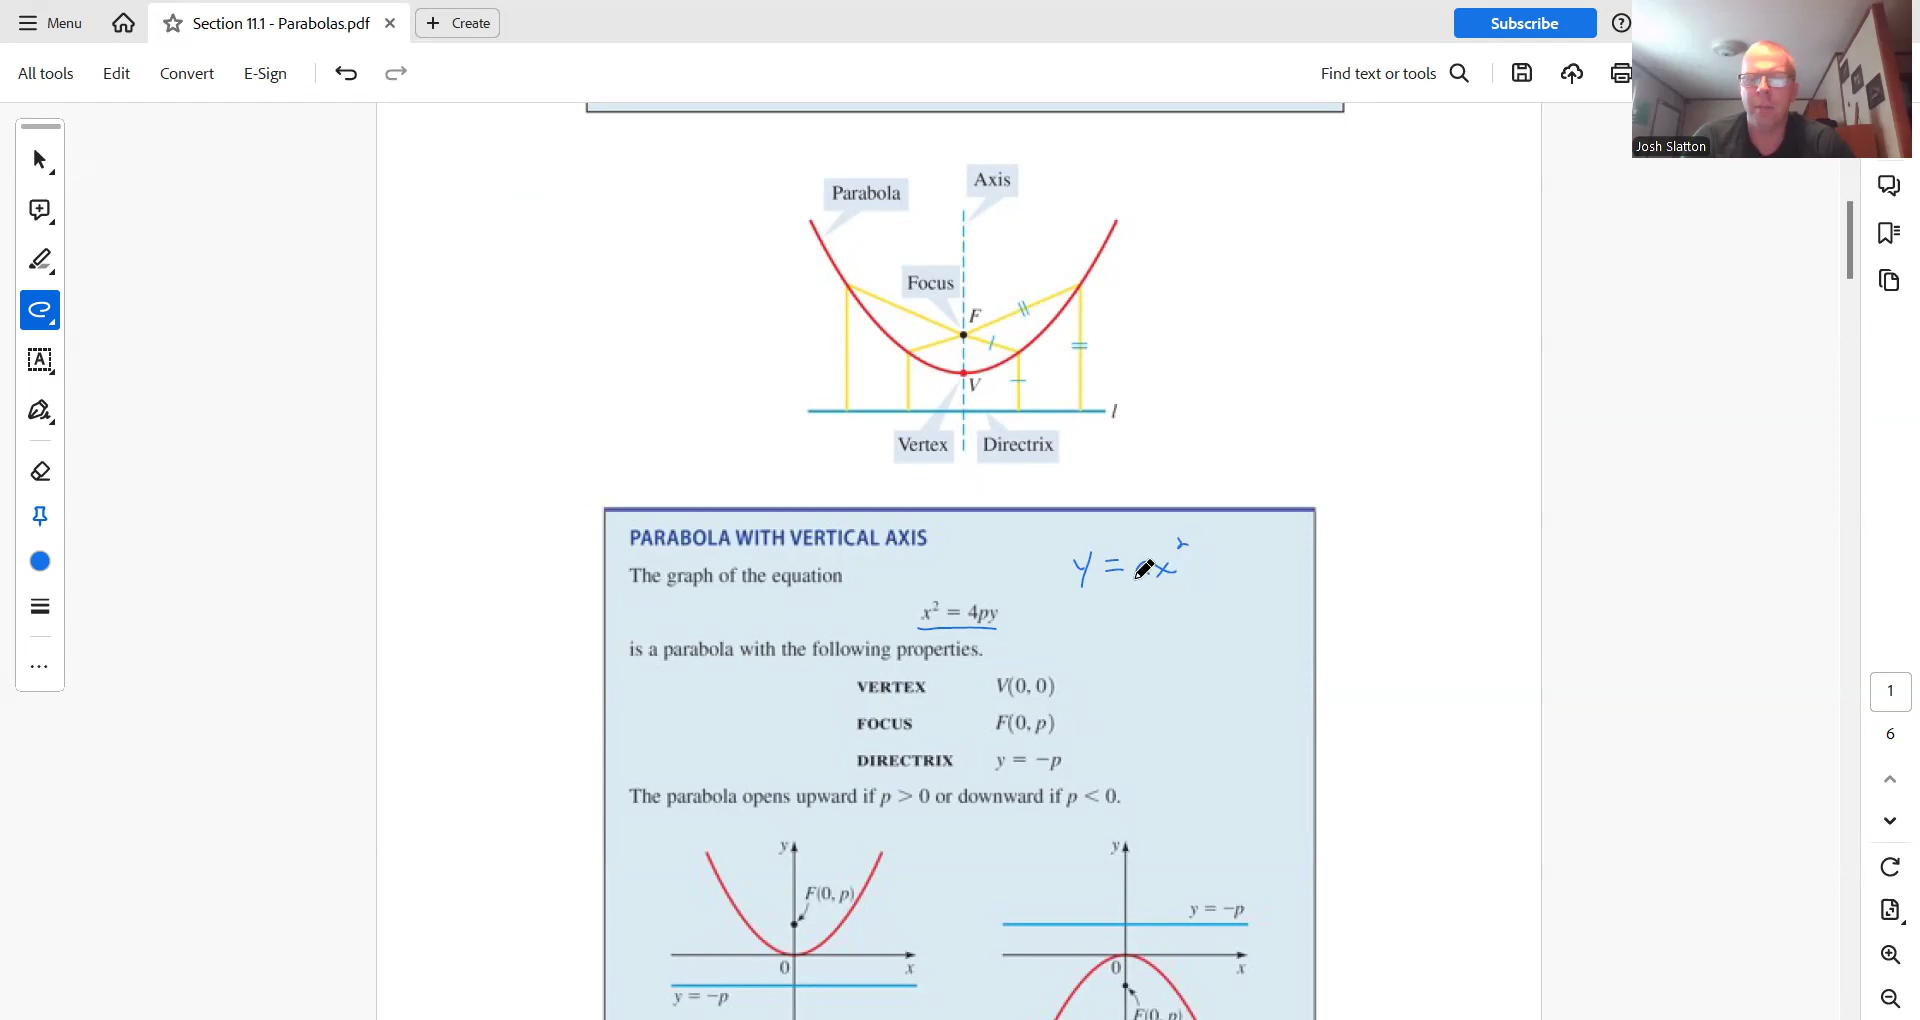 Menu
Section 11.1 - Parabolas.pdf
Create
Subscribe
All tools
Edit
Convert
E-Sign
Find text or tools
Josh Slatton
Parabola
Axis
Focus
F
V
l
Vertex
Directrix
PARABOLA WITH VERTICAL AXIS
The graph of the equation
y = ax²
x² = 4py
is a parabola with the following properties.
VERTEX V(0, 0)
FOCUS F(0, p)
DIRECTRIX y = −p
The parabola opens upward if p > 0 or downward if p < 0.
y
F(0, p)
0
x
y = −p
y
y = −p
0
x
F(0, p)
1
6